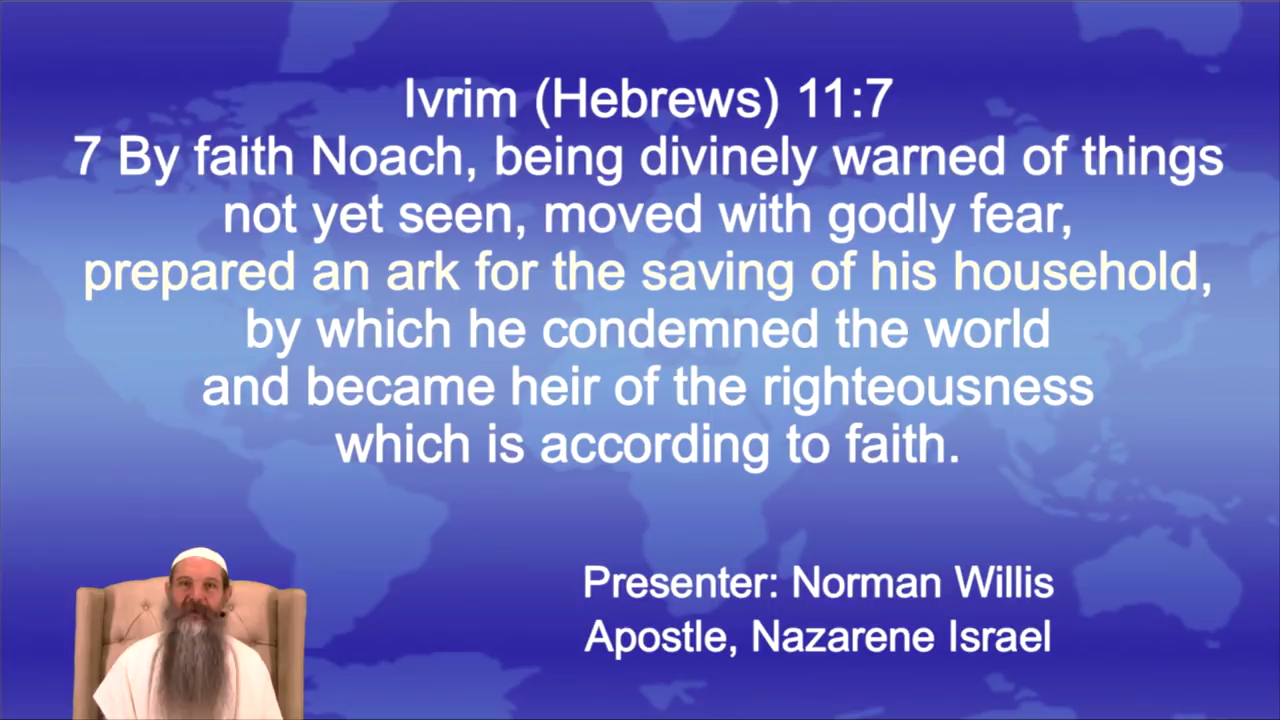 Ivrim (Hebrews) 11:7
7 By faith Noach, being divinely warned of things
not yet seen, moved with godly fear,
prepared an ark for the saving of his household,
by which he condemned the world
and became heir of the righteousness
which is according to faith.
Presenter: Norman Willis
Apostle, Nazarene Israel